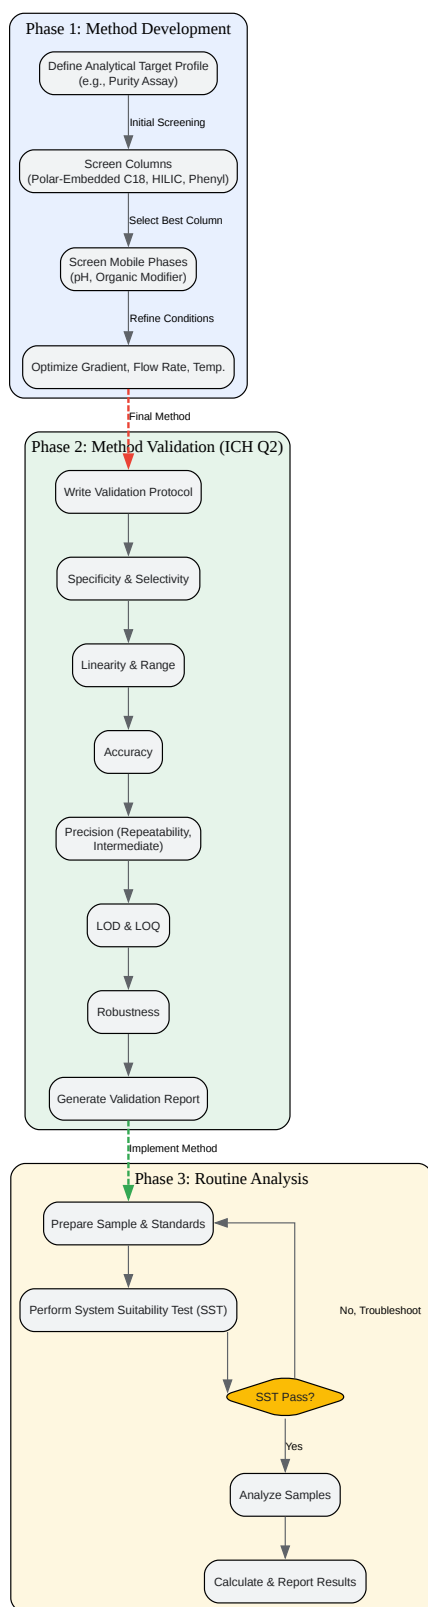 Phase 1: Method Development
Define Analytical Target Profile
(e.g., Purity Assay)
Initial Screening
Screen Columns
(Polar-Embedded C18, HILIC, Phenyl)
Select Best Column
Screen Mobile Phases
(pH, Organic Modifier)
Refine Conditions
Optimize Gradient, Flow Rate, Temp.
Final Method
Phase 2: Method Validation (ICH Q2)
Write Validation Protocol
Specificity & Selectivity
Linearity & Range
Accuracy
Precision (Repeatability,
Intermediate)
LOD & LOQ
Robustness
Generate Validation Report
Implement Method
Phase 3: Routine Analysis
Prepare Sample & Standards
Perform System Suitability Test (SST)
No, Troubleshoot
SST Pass?
Yes
Analyze Samples
Calculate & Report Results